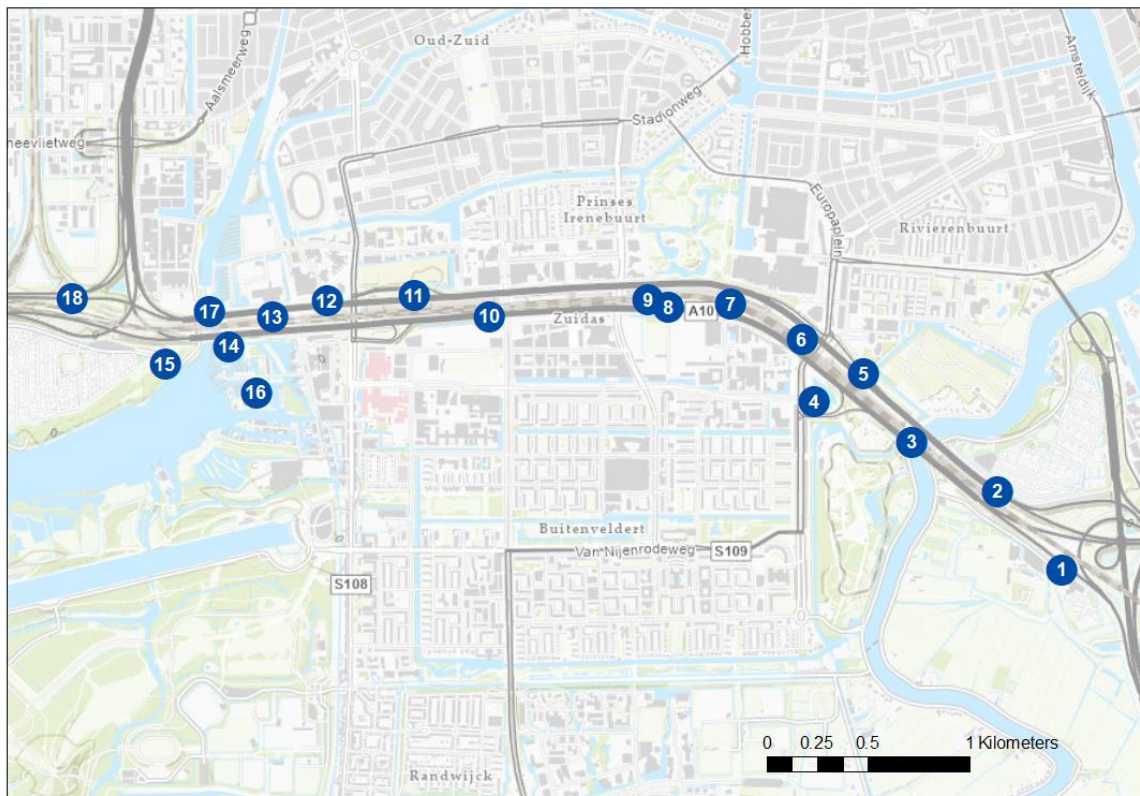 Oud-Zuid
Hobbe
Aalsmeerweg
Amsteldijk
Stadionweg
neevlietweg
Prinses
Irenebuurt
Europaplein
Rivierenbuurt
18
17
13
12
11
10
9
8
A10
7
Zuidas
14
15
16
6
5
4
3
2
1
Buitenveldert
Van Nijenrodeweg
S109
S108
0 0.25 0.5 1 Kilometers
Randwijck